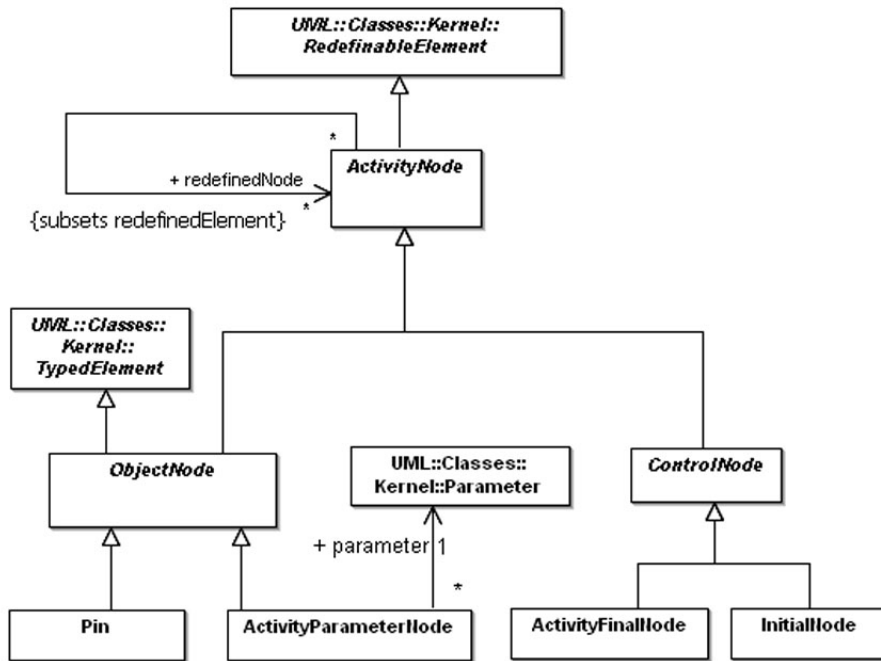 UML::Classes::Kernel::
RedefinableElement
*
ActivityNode
+ redefinedNode
*
{subsets redefinedElement}
UML::Classes::
Kernel::
TypedElement
ObjectNode
UML::Classes::
Kernel::Parameter
ControlNode
+ parameter 1
*
Pin
ActivityParameterNode
ActivityFinalNode
InitialNode